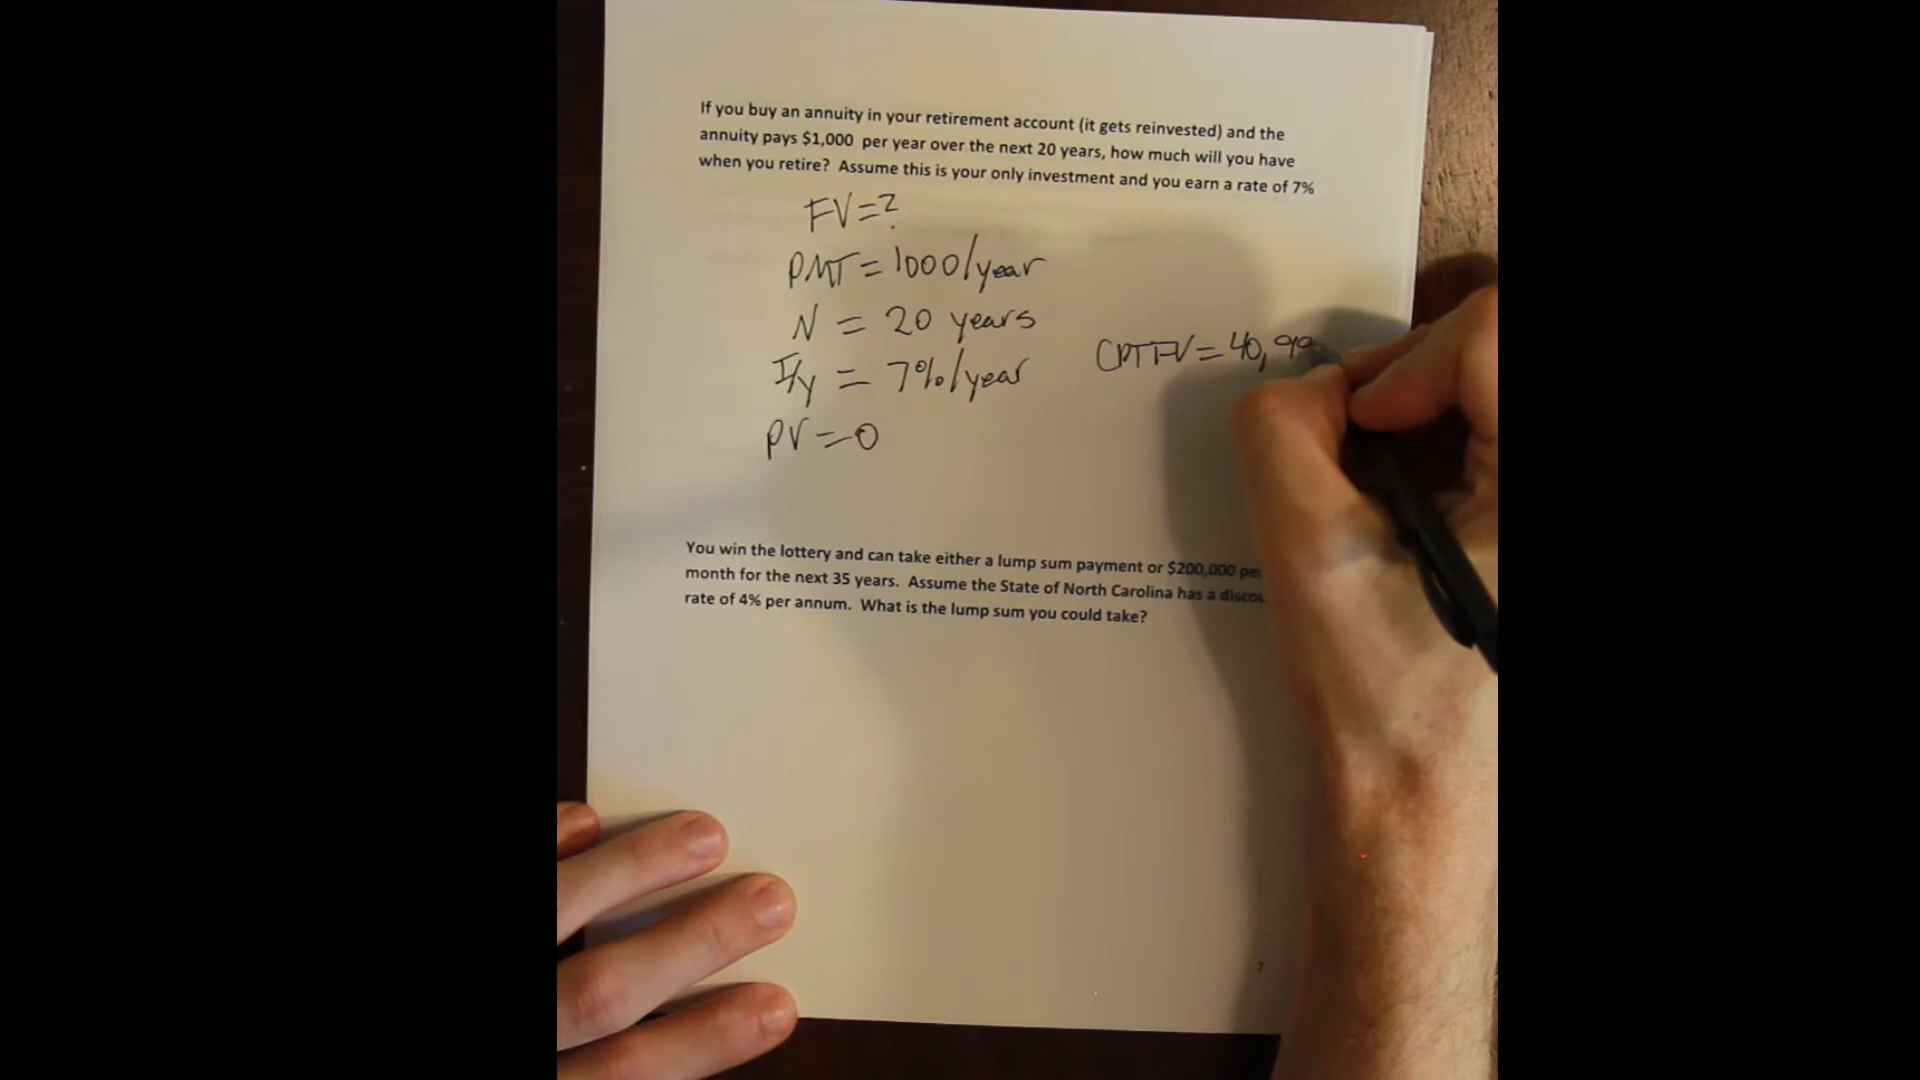 If you buy an annuity in your retirement account (it gets reinvested) and the
annuity pays $1,000 per year over the next 20 years, how much will you have
when you retire? Assume this is your only investment and you earn a rate of 7%
FV=?
PMT = 1000/year
N = 20 years
I/y = 7%/year
CPT FV = 40,99
PV=0
You win the lottery and can take either a lump sum payment or $200,000
month for the next 35 years. Assume the State of North Carolina has a
rate of 4% per annum. What is the lump sum you could take?
7